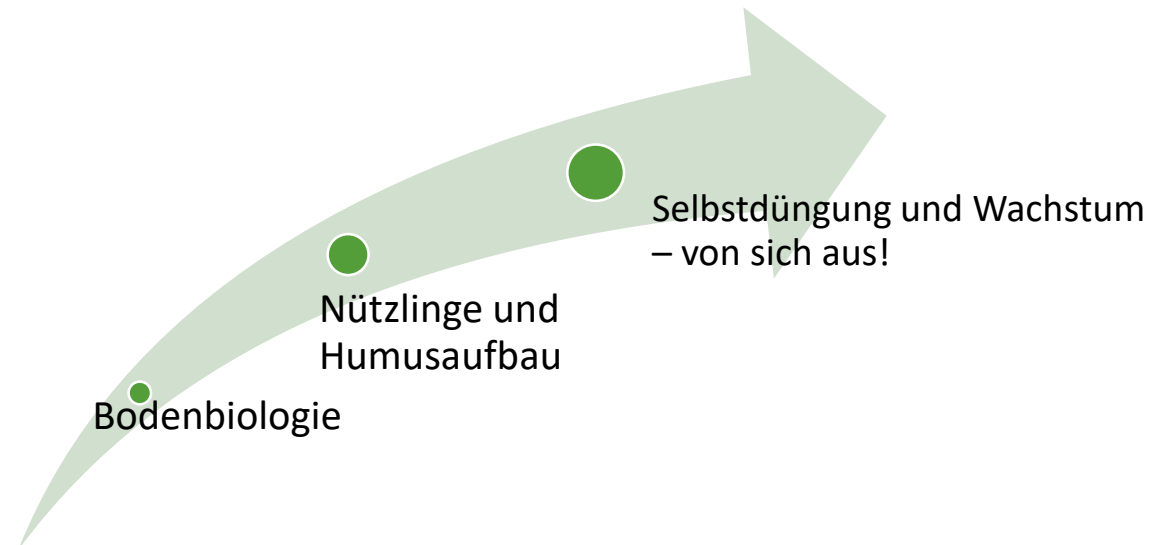 Selbstdüngung und Wachstum
– von sich aus!
Nützlinge und
Humusaufbau
Bodenbiologie